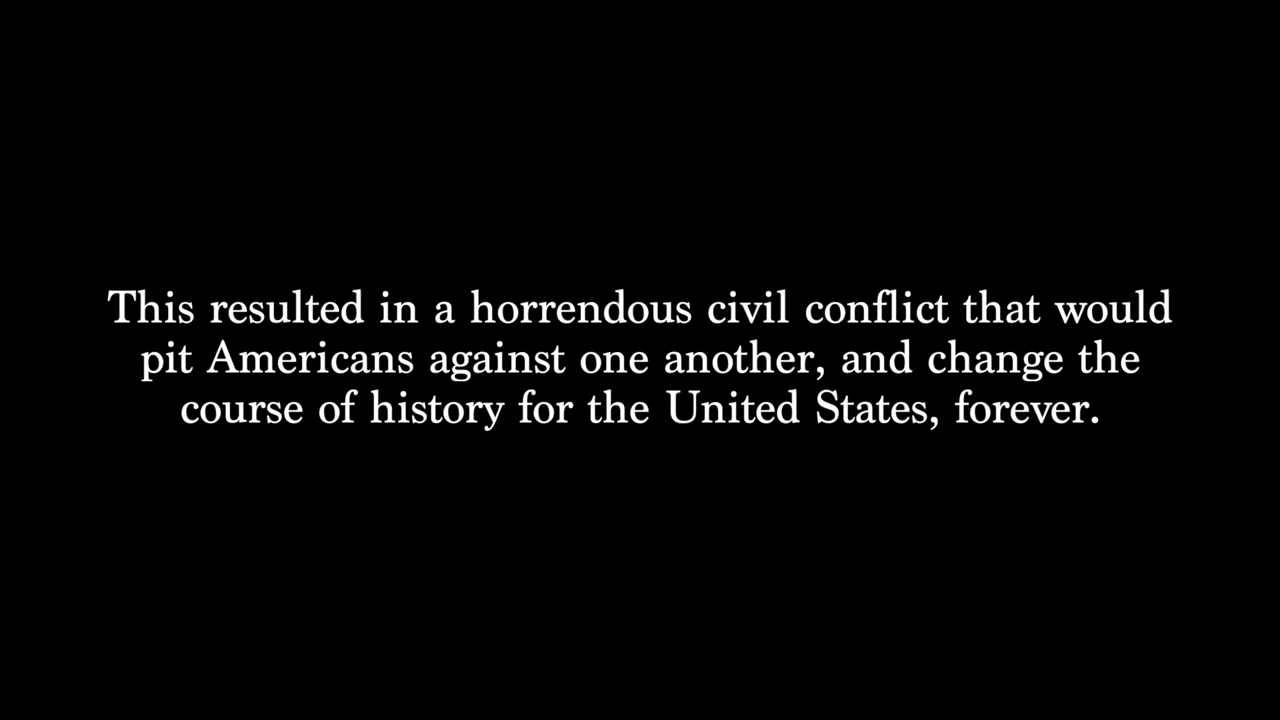 This resulted in a horrendous civil conflict that would
pit Americans against one another, and change the
course of history for the United States, forever.